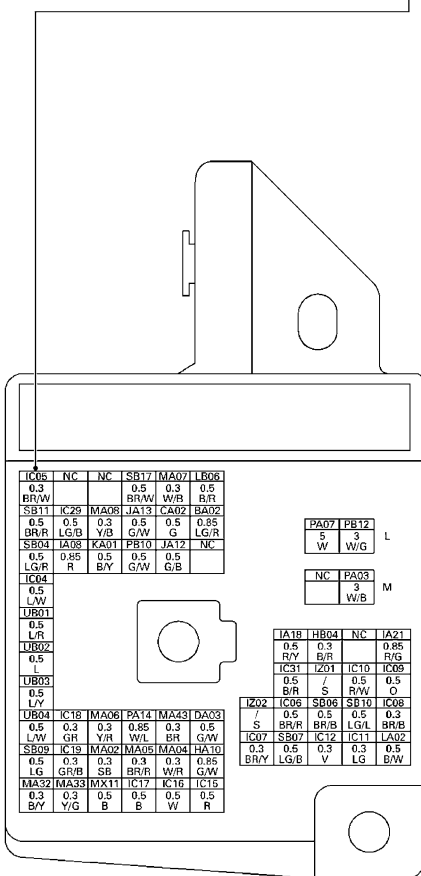 IC05 NC NC SB17 MA07 LB06
0.3 0.5 0.3 0.5
BR/W BR/W W/B B/R
SB11 IC29 MA08 JA13 CA02 BA02
0.5 0.5 0.3 0.5 0.5 0.85
BR/R LG/B Y/B G/W G LG/R
SB04 IA08 KA01 PB10 JA12 NC
0.5 0.85 0.5 0.5 0.5
LG/R R B/Y G/W G/B
IC04
0.5
L/W
UB01
0.5
L/R
UB02
0.5
L
UB03
0.5
L/Y
UB04 IC18 MA06 PA14 MA43 DA03
0.5 0.3 0.3 0.85 0.3 0.5
L/W GR Y/R W/L BR G/W
SB09 IC19 MA02 MA05 MA04 HA10
0.5 0.3 0.3 0.3 0.3 0.85
LG GR/B SB BR/R W/R G/W
MA32 MA33 MX11 IC17 IC16 IC15
0.3 0.3 0.5 0.5 0.5 0.5
B/Y Y/G B B W R
PA07 PB12
5 3 L
W W/G
NC PA03
3 M
W/B
IA18 HB04 NC IA21
0.5 0.3 0.85
R/Y B/R R/G
IC31 IZ01 IC10 IC09
0.5 / 0.5 0.5
B/R S R/W O
IZ02 IC06 SB06 SB10 IC08
/ 0.5 0.5 0.5 0.3
S BR/R BR/B LG/L BR/B
IC07 SB07 IC12 IC11 LA02
0.3 0.5 0.3 0.3 0.5
BR/Y LG/B V LG B/W